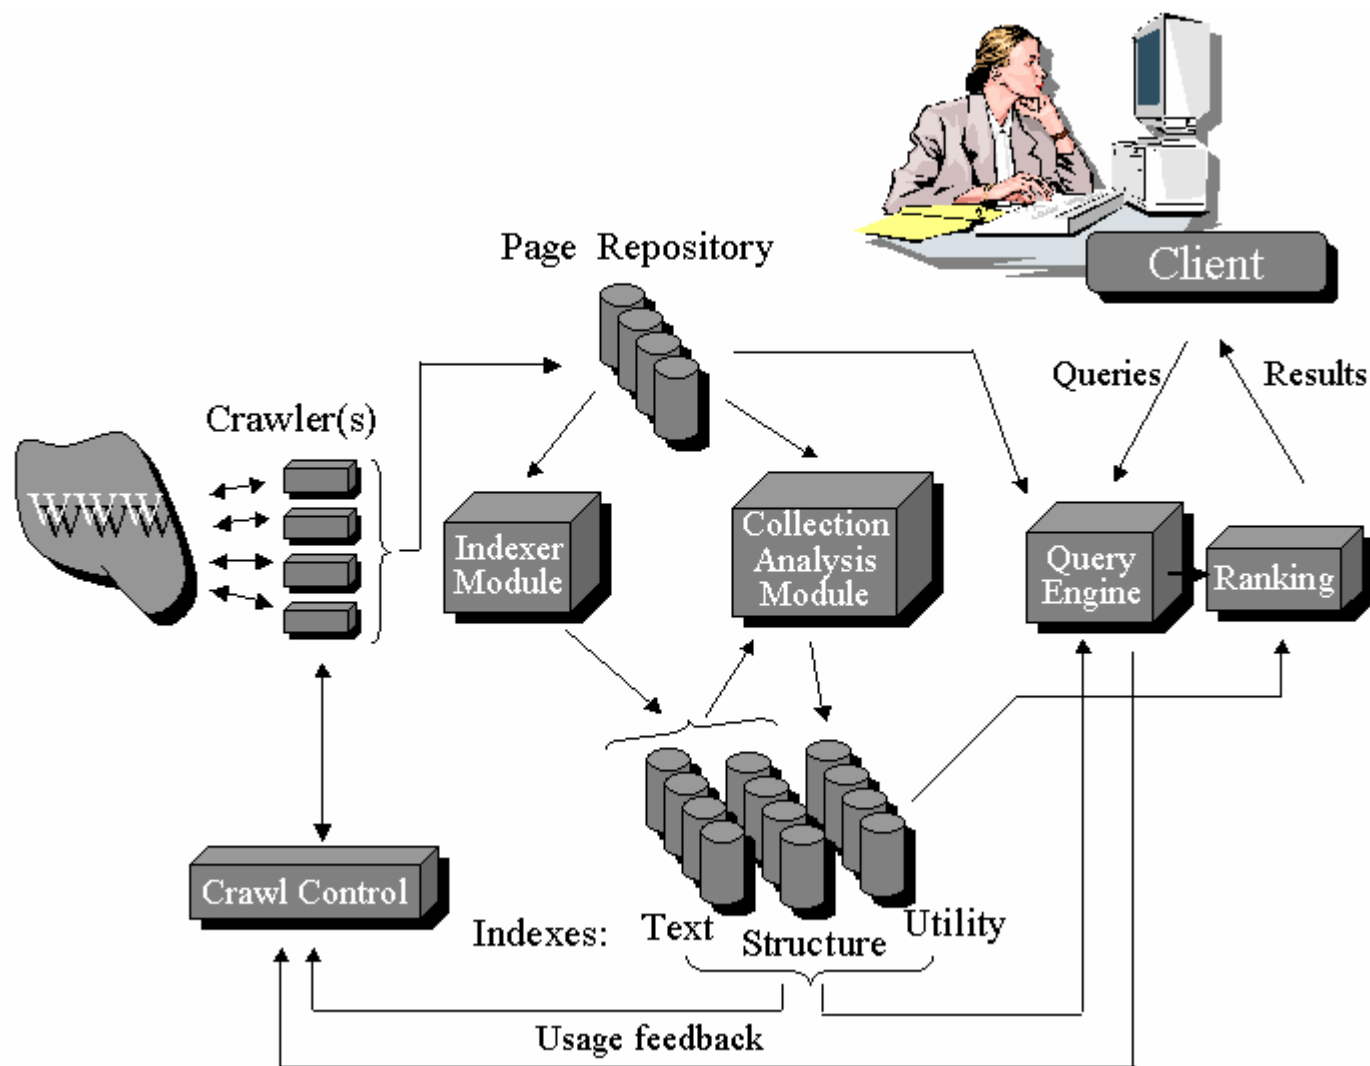 Page Repository
Client
Queries
Results
Crawler(s)
WWW
Indexer
Module
Collection
Analysis
Module
Query
Engine
Ranking
Crawl Control
Indexes:
Text
Structure
Utility
Usage feedback